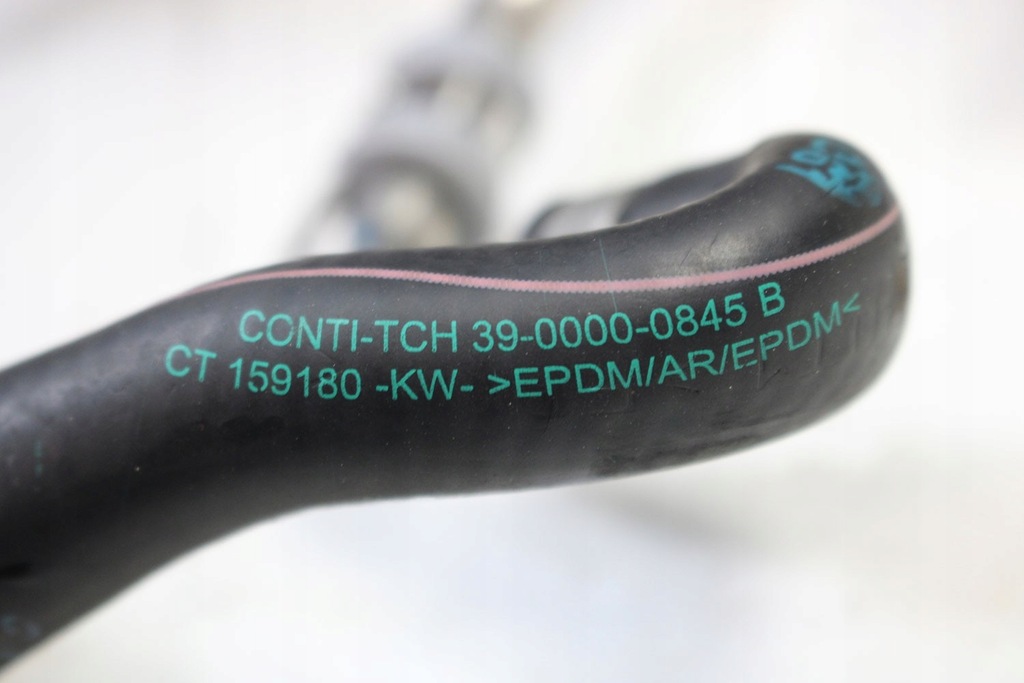 CONTI-TCH 39-0000-0845 B
CT 159180 -KW- >EPDM/AR/EPDM<